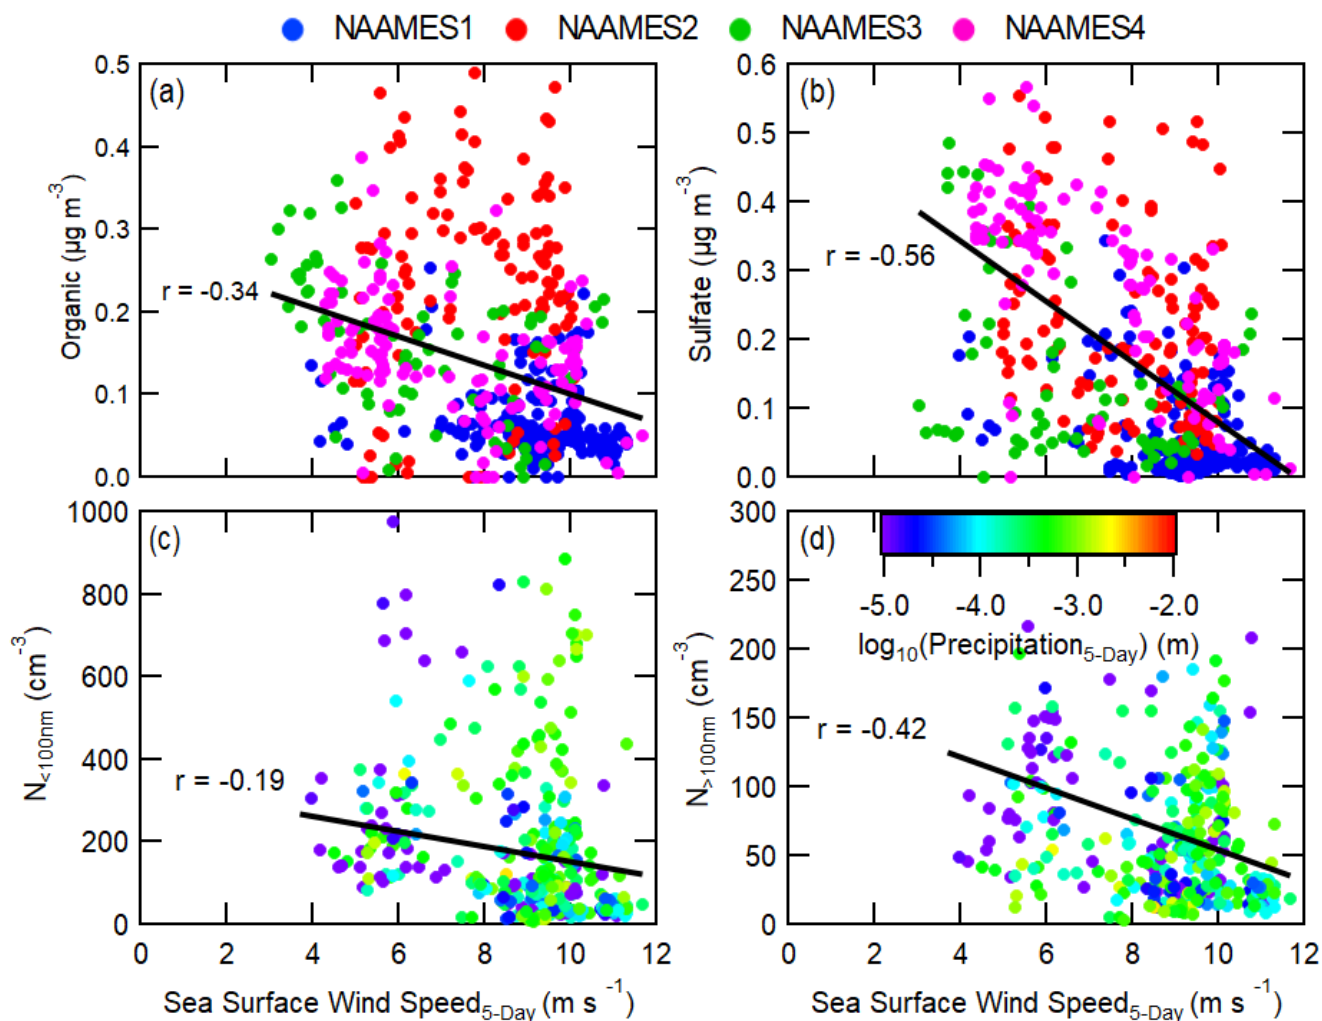 NAAMES1 NAAMES2 NAAMES3 NAAMES4
(a)
0.5
0.4
0.3
0.2
0.1
0.0
Organic (µg m⁻³)
r = -0.34
(b)
0.6
0.5
0.4
0.3
0.2
0.1
0.0
Sulfate (µg m⁻³)
r = -0.56
(c)
1000
800
600
400
200
0
N<100nm (cm⁻³)
r = -0.19
0 2 4 6 8 10 12
Sea Surface Wind Speed5-Day (m s⁻¹)
(d)
300
250
200
150
100
50
0
N>100nm (cm⁻³)
-5.0 -4.0 -3.0 -2.0
log10(Precipitation5-Day) (m)
r = -0.42
0 2 4 6 8 10 12
Sea Surface Wind Speed5-Day (m s⁻¹)